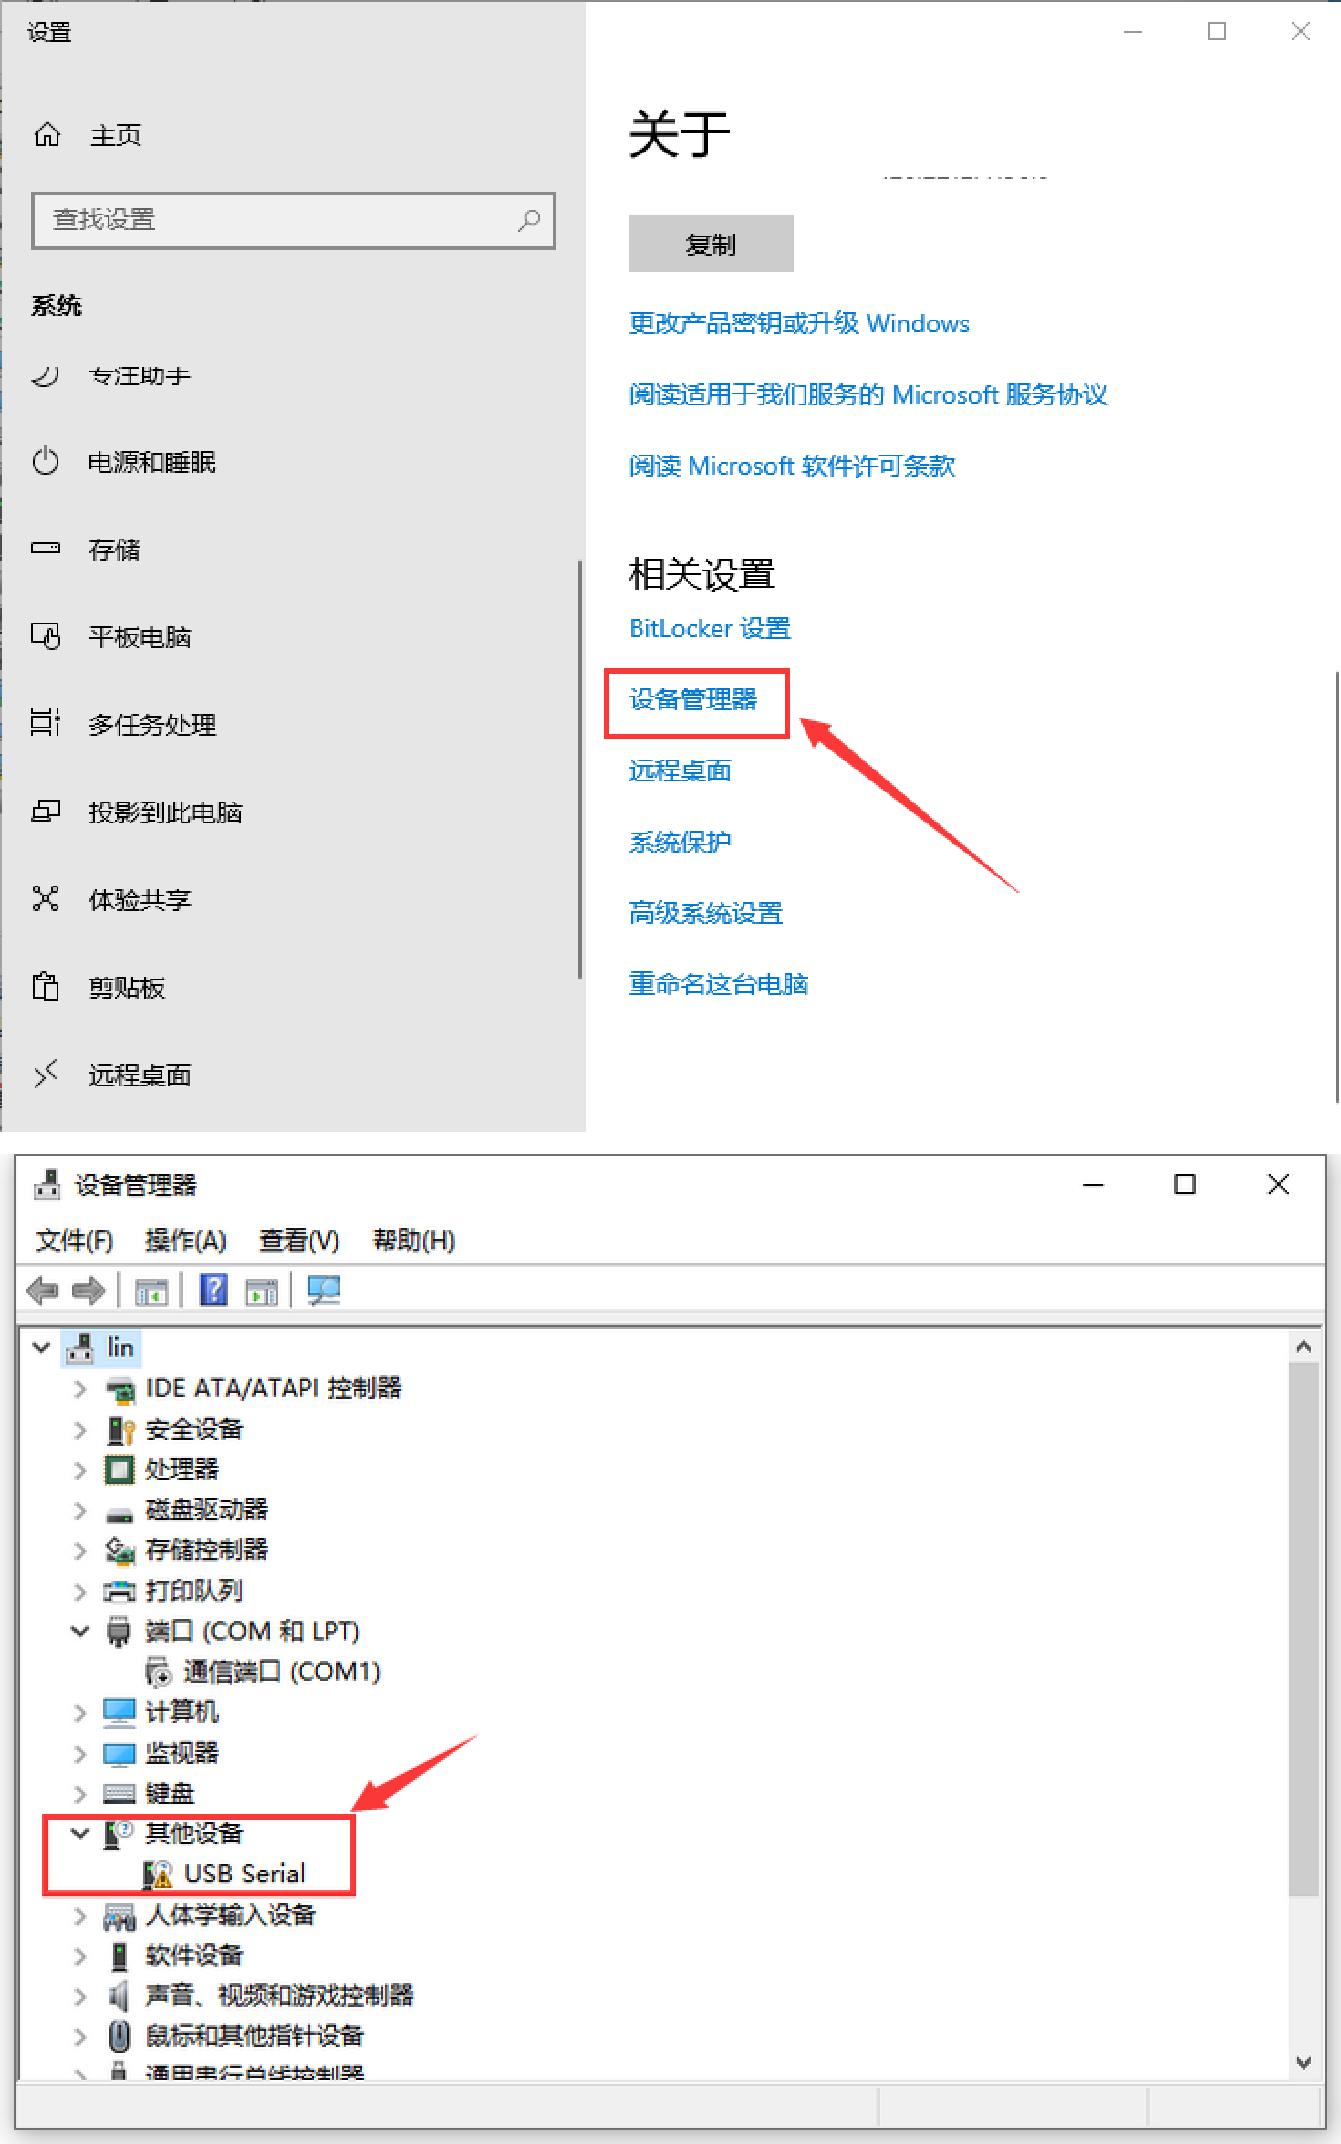 设置
主页
查找设置
系统
专注助手
电源和睡眠
存储
平板电脑
多任务处理
投影到此电脑
体验共享
剪贴板
远程桌面
关于
复制
更改产品密钥或升级 Windows
阅读适用于我们服务的 Microsoft 服务协议
阅读 Microsoft 软件许可条款
相关设置
BitLocker 设置
设备管理器
远程桌面
系统保护
高级系统设置
重命名这台电脑
设备管理器
文件(F) 操作(A) 查看(V) 帮助(H)
lin
IDE ATA/ATAPI 控制器
安全设备
处理器
磁盘驱动器
存储控制器
打印队列
端口 (COM 和 LPT)
通信端口 (COM1)
计算机
监视器
键盘
其他设备
USB Serial
人体学输入设备
软件设备
声音、视频和游戏控制器
鼠标和其他指针设备
通用串行总线控制器